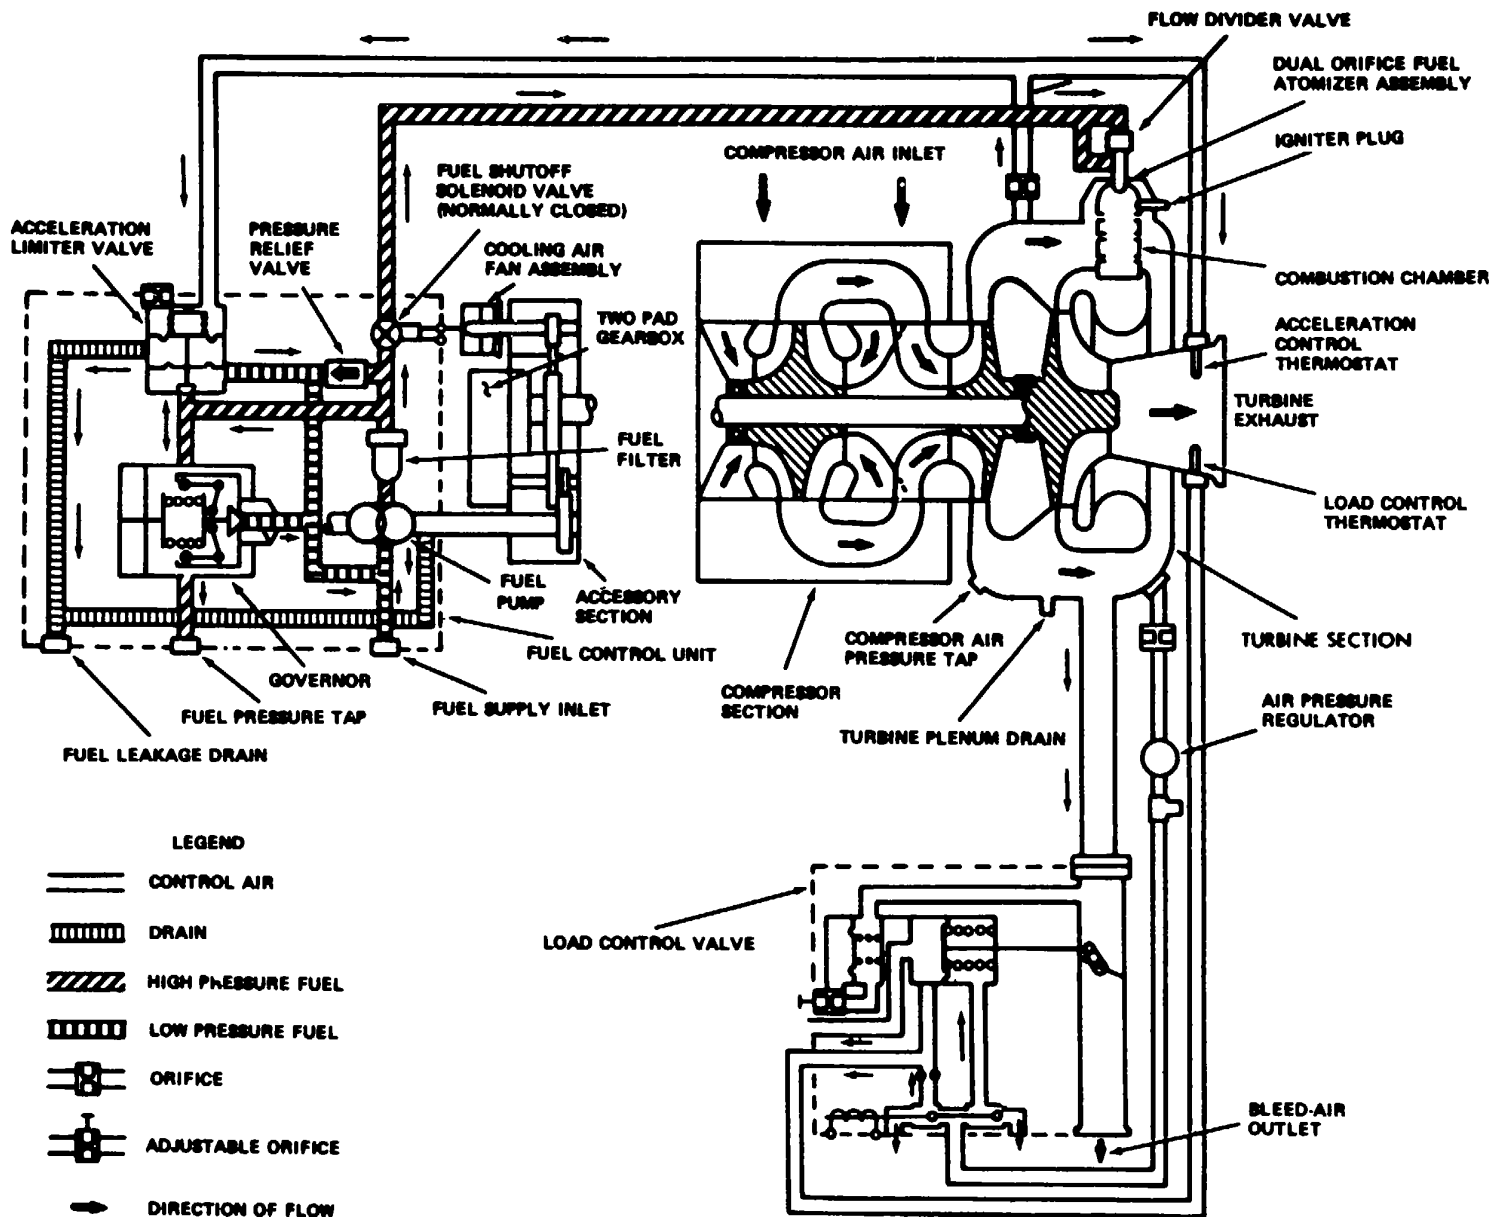 FLOW DIVIDER VALVE
DUAL ORIFICE FUEL
ATOMIZER ASSEMBLY
IGNITER PLUG
COMPRESSOR AIR INLET
FUEL SHUTOFF
SOLENOID VALVE
(NORMALLY CLOSED)
ACCELERATION
LIMITER VALVE
PRESSURE
RELIEF
VALVE
COOLING AIR
FAN ASSEMBLY
COMBUSTION CHAMBER
TWO PAD
GEARBOX
ACCELERATION
CONTROL
THERMOSTAT
TURBINE
EXHAUST
FUEL
FILTER
LOAD CONTROL
THERMOSTAT
FUEL
PUMP
ACCESSORY
SECTION
FUEL CONTROL UNIT
COMPRESSOR AIR
PRESSURE TAP
TURBINE SECTION
GOVERNOR
FUEL PRESSURE TAP
FUEL SUPPLY INLET
COMPRESSOR
SECTION
AIR PRESSURE
REGULATOR
FUEL LEAKAGE DRAIN
TURBINE PLENUM DRAIN
LEGEND
CONTROL AIR
DRAIN
HIGH PRESSURE FUEL
LOW PRESSURE FUEL
ORIFICE
ADJUSTABLE ORIFICE
DIRECTION OF FLOW
LOAD CONTROL VALVE
BLEED-AIR
OUTLET